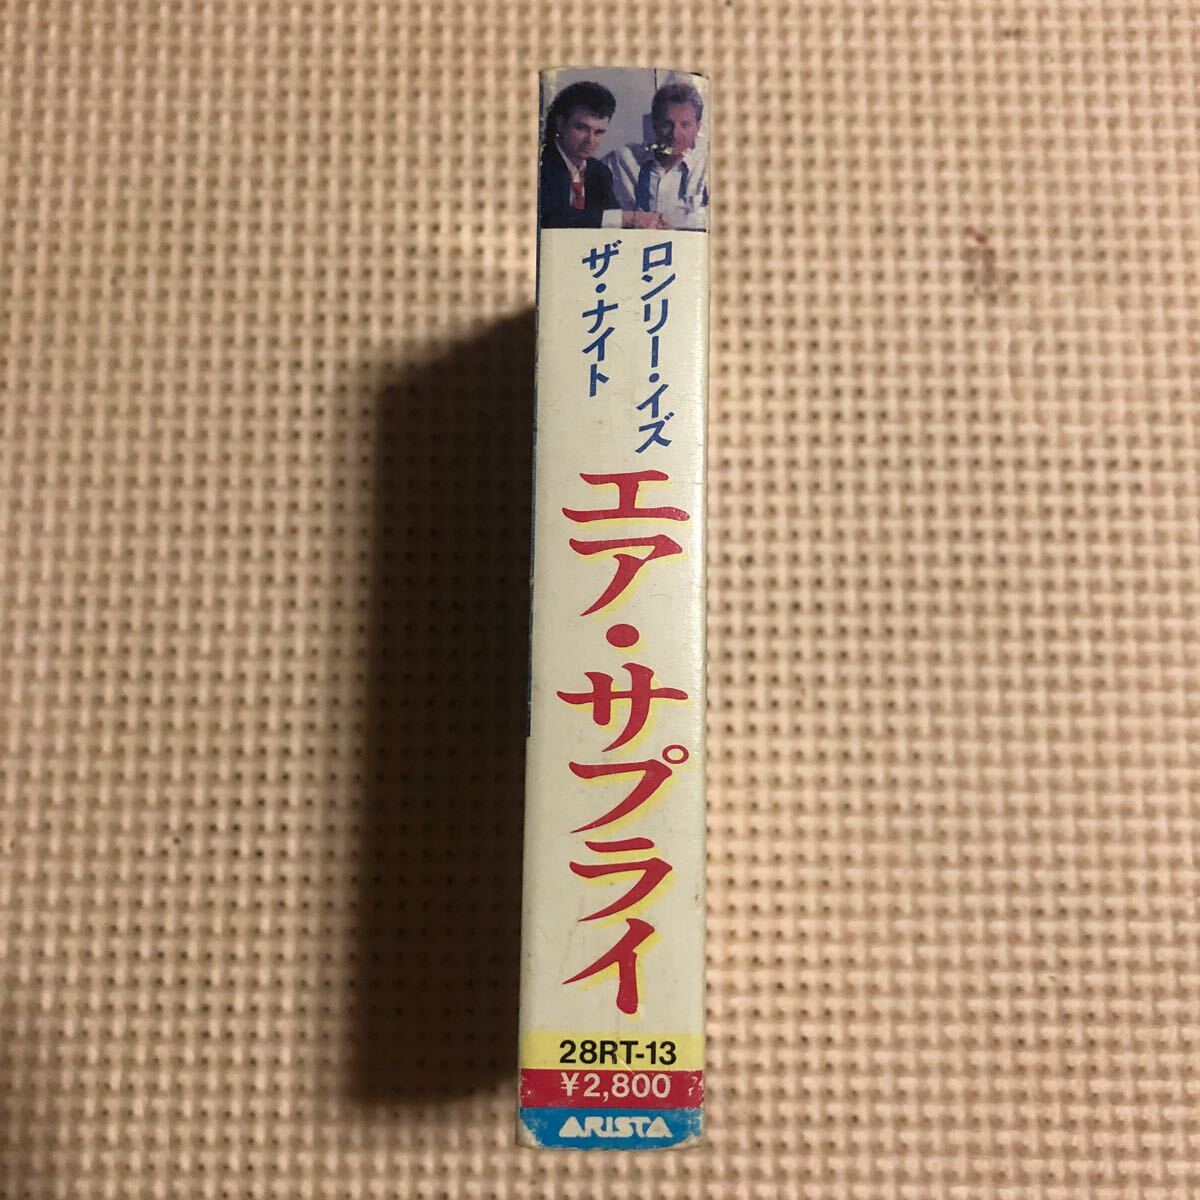 ロンリー・イズ
ザ・ナイト
エア・サプライ
28RT-13
¥2,800
ARISTA